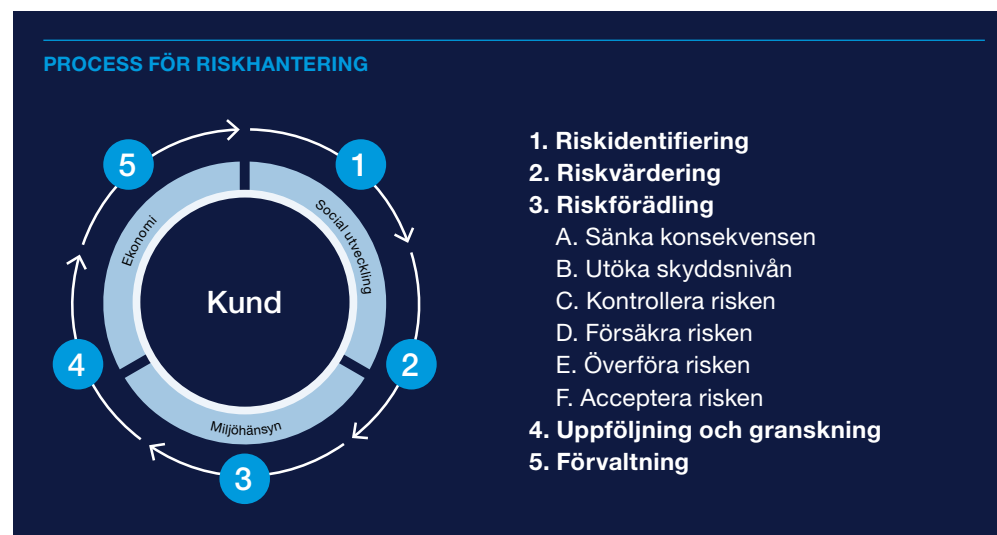 PROCESS FÖR RISKHANTERING
5
1
Ekonomi
Social utveckling
Kund
4
2
Miljöhänsyn
3
1. Riskidentifiering
2. Riskvärdering
3. Riskförädling
A. Sänka konsekvensen
B. Utöka skyddsnivån
C. Kontrollera risken
D. Försäkra risken
E. Överföra risken
F. Acceptera risken
4. Uppföljning och granskning
5. Förvaltning